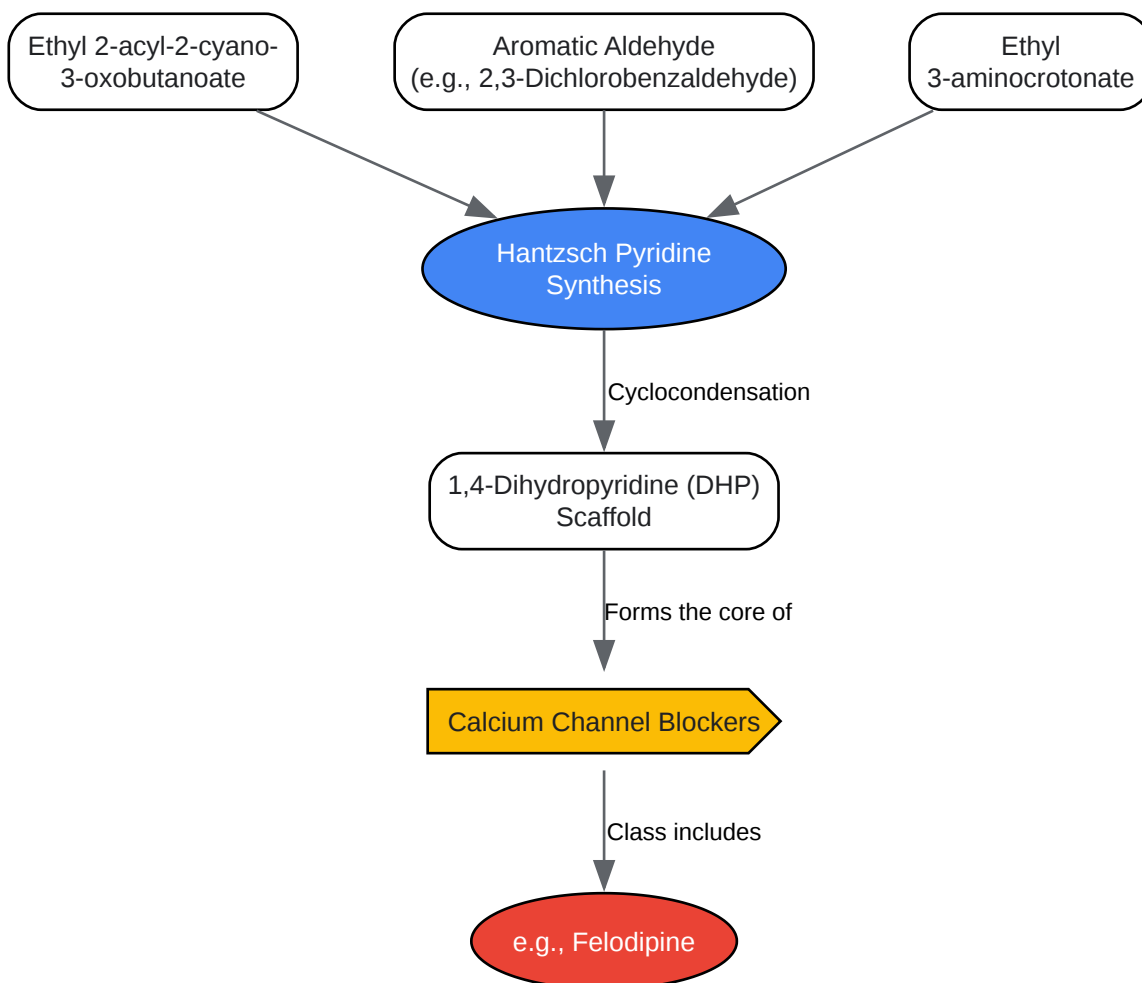 Ethyl 2-acyl-2-cyano-
3-oxobutanoate
Aromatic Aldehyde
(e.g., 2,3-Dichlorobenzaldehyde)
Ethyl
3-aminocrotonate
Hantzsch Pyridine
Synthesis
Cyclocondensation
1,4-Dihydropyridine (DHP)
Scaffold
Forms the core of
Calcium Channel Blockers
Class includes
e.g., Felodipine